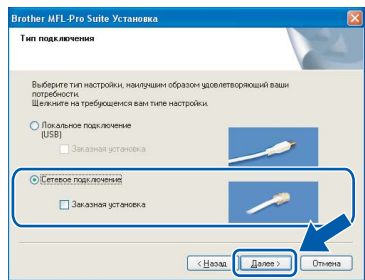 Brother MFL-Pro Suite Установка
Тип подключения
Выберите тип настройки, наилучшим образом удовлетворяющий ваши
потребности.
Щелкните на требующемся вам типе настройки.
Локальное подключение
(USB)
Заказная установка
Сетевое подключение
Заказная установка
< Назад
Далее >
Отмена